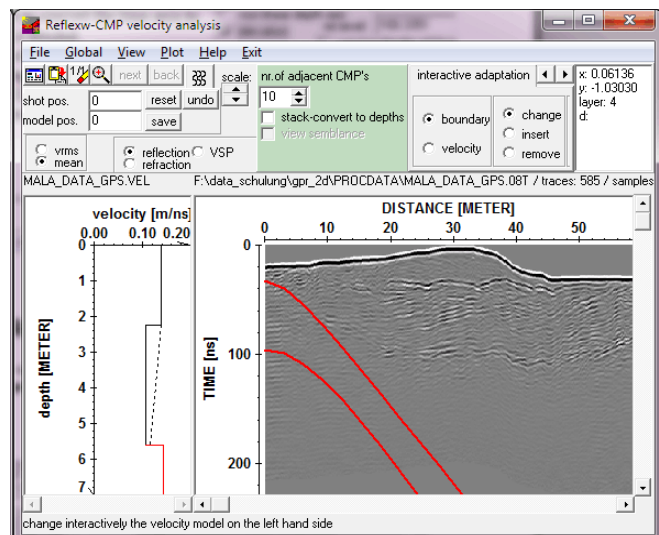 Reflexw-CMP velocity analysis
File Global View Plot Help Exit
next back scale:
shot pos. 0 reset undo
model pos. 0 save
vrms
mean
reflection VSP
refraction
nr.of adjacent CMP's
10
stack-convert to depths
view semblance
interactive adaptation
boundary
velocity
change
insert
remove
x: 0.06136
y: -1.03030
layer: 4
d:
MALA_DATA_GPS.VEL F:\data_schulung\gpr_2d\PROCDATA\MALA_DATA_GPS.08T / traces: 585 / samples
velocity [m/ns]
0.00 0.10 0.20
0
1
2
3
4
5
6
7
depth [METER]
DISTANCE [METER]
0 10 20 30 40 50
0
100
200
TIME [ns]
change interactively the velocity model on the left hand side